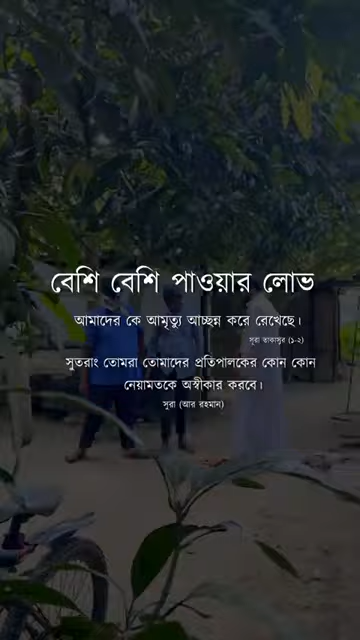 বেশি বেশি পাওয়ার লোভ
আমাদের কে আমৃত্যু আচ্ছন্ন করে রেখেছে।
সূরা তাকাসুর (১-২)
সুতরাং তোমরা তোমাদের প্রতিপালকের কোন কোন
নেয়ামতকে অস্বীকার করবে।
সুরা (আর রহমান)